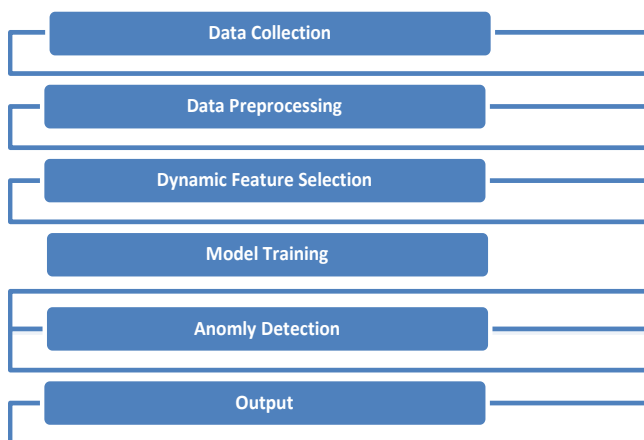 Data Collection
Data Preprocessing
Dynamic Feature Selection
Model Training
Anomly Detection
Output